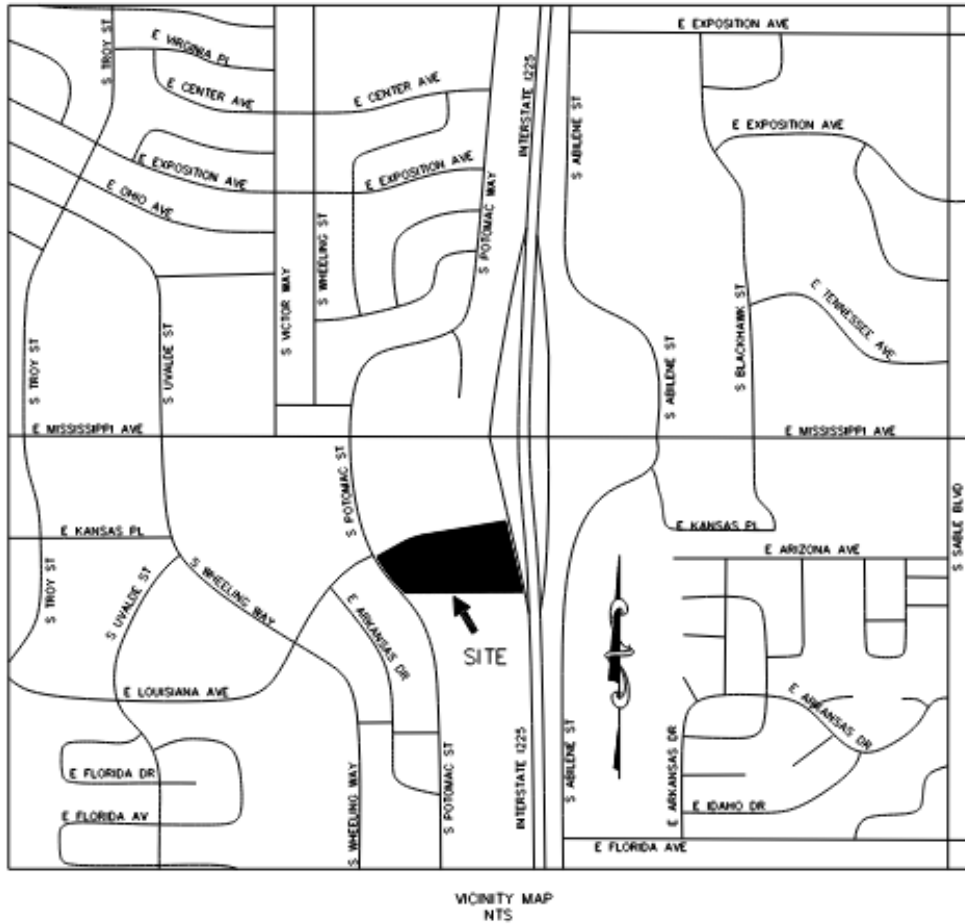 E EXPOSITION AVE
S TROY ST
E VIRGINIA PL
E CENTER AVE
E CENTER AVE
INTERSTATE I225
S ABILENE ST
E EXPOSITION AVE
E EXPOSITION AVE
E EXPOSITION AVE
E OHIO AVE
S POTOMAC WAY
S WHEELING ST
S VICTOR WAY
S BLACKHAWK ST
E TENNESSEE AVE
S TROY ST
S UVALDE ST
S ABILENE ST
E MISSISSIPPI AVE
E MISSISSIPPI AVE
S POTOMAC ST
S SABLE BLVD
E KANSAS PL
E KANSAS PL
E ARIZONA AVE
S TROY ST
S UVALDE ST
S WHEELING WAY
E ARKANSAS DR
SITE
E LOUISIANA AVE
E ARKANSAS DR
S POTOMAC ST
INTERSTATE I225
S ABILENE ST
E ARKANSAS DR
E FLORIDA DR
E IDAHO DR
E FLORIDA AV
S WHEELING WAY
E FLORIDA AVE
VICINITY MAP
NTS